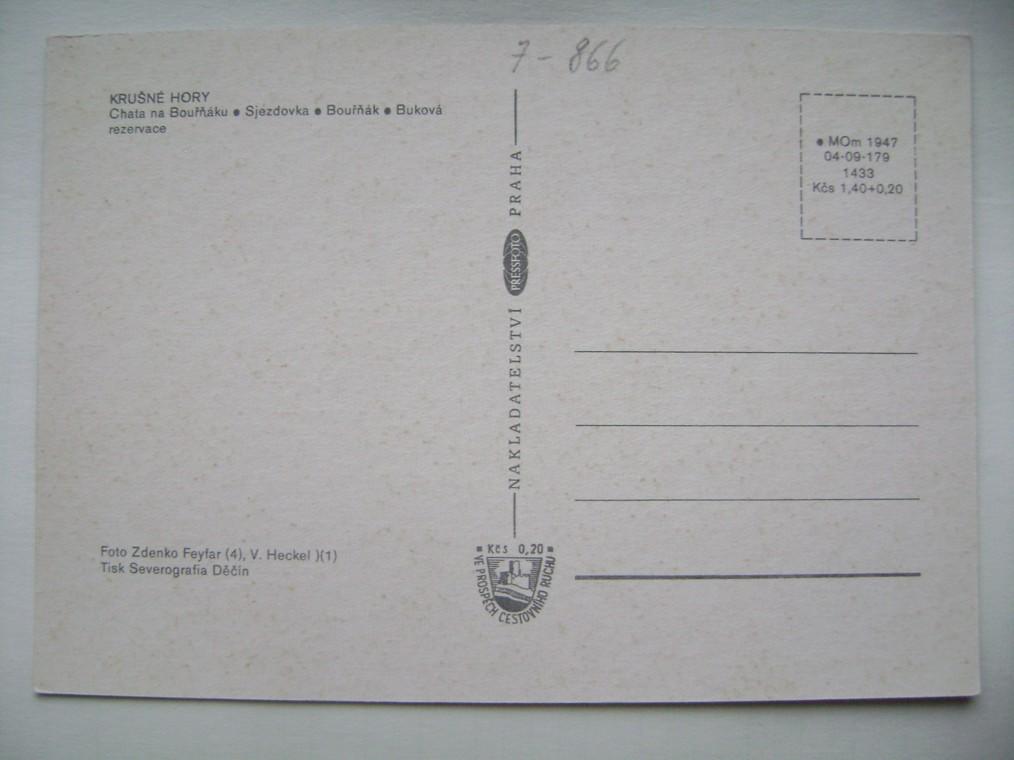 7 - 866
KRUŠNÉ HORY
Chata na Bouřňáku ● Sjezdovka ● Bouřňák ● Buková
rezervace
● MOm 1947
04-09-179
1433
Kčs 1,40+0,20
NAKLADATELSTVÍ PRESSFOTO PRAHA
Foto Zdenko Feyfar (4), V. Heckel )(1)
Tisk Severografia Děčín
▪ Kčs 0,20 ▪
VE PROSPĚCH CESTOVNÍHO RUCHU